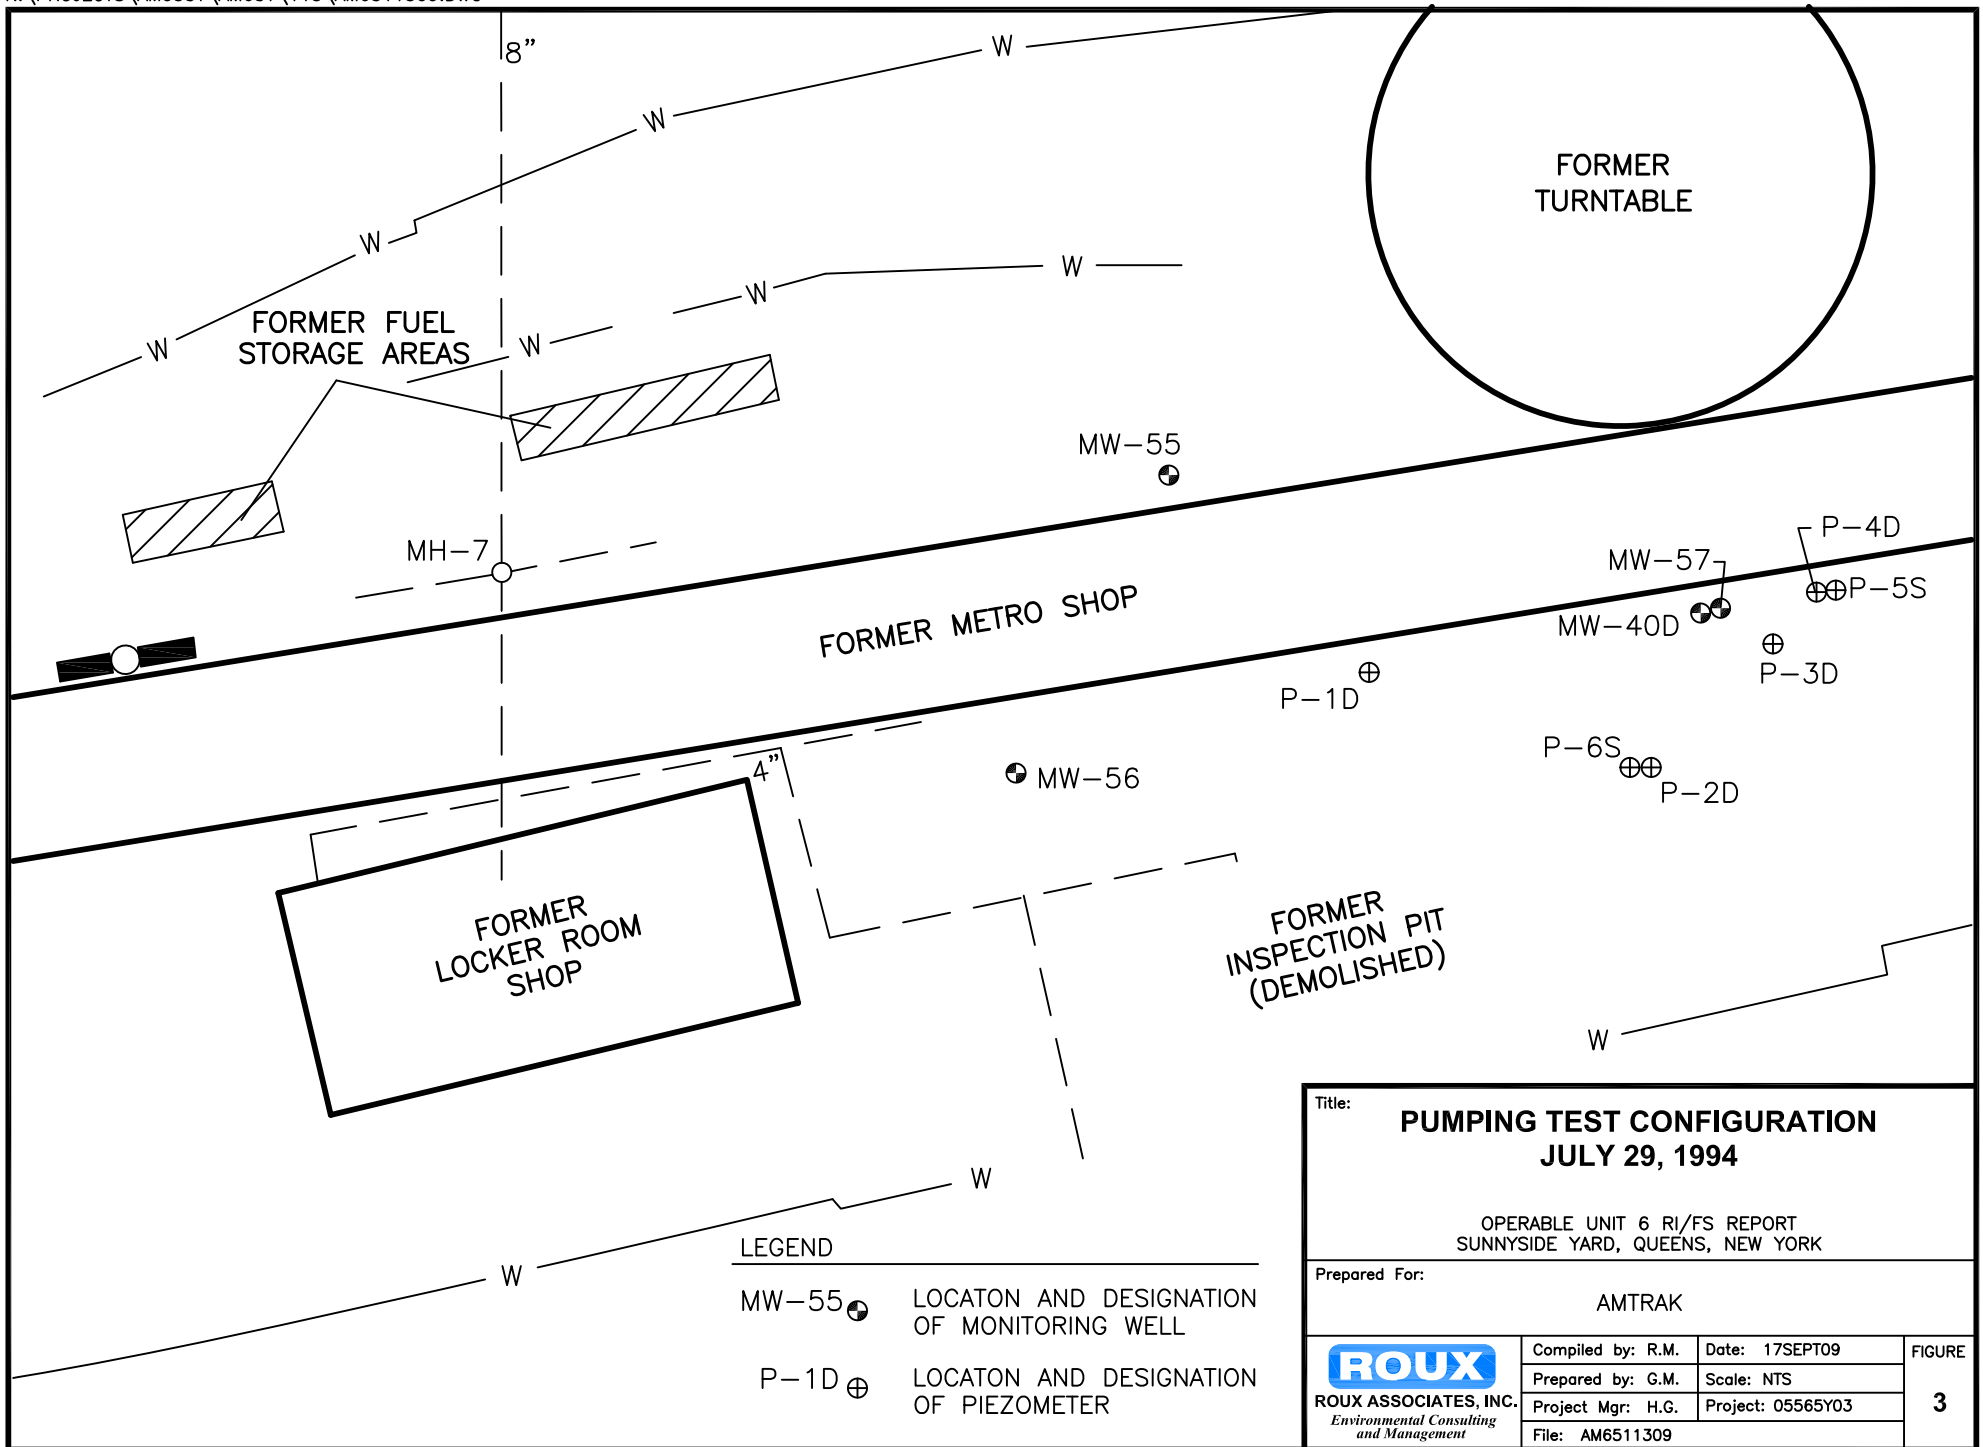 8”
W
W
W
W
W
W
W
FORMER
TURNTABLE
FORMER FUEL
STORAGE AREAS
MW-55
MH-7
P-4D
MW-57
P-5S
MW-40D
FORMER METRO SHOP
P-3D
P-1D
P-6S
P-2D
4”
MW-56
FORMER
LOCKER ROOM
SHOP
FORMER
INSPECTION PIT
(DEMOLISHED)
W
W
W
LEGEND
MW-55
LOCATON AND DESIGNATION
OF MONITORING WELL
P-1D
LOCATON AND DESIGNATION
OF PIEZOMETER
Title:
PUMPING TEST CONFIGURATION
JULY 29, 1994
OPERABLE UNIT 6 RI/FS REPORT
SUNNYSIDE YARD, QUEENS, NEW YORK
Prepared For:
AMTRAK
ROUX
ROUX ASSOCIATES, INC.
Environmental Consulting
and Management
Compiled by: R.M.
Date: 17SEPT09
Prepared by: G.M.
Scale: NTS
Project Mgr: H.G.
Project: 05565Y03
File: AM6511309
FIGURE
3